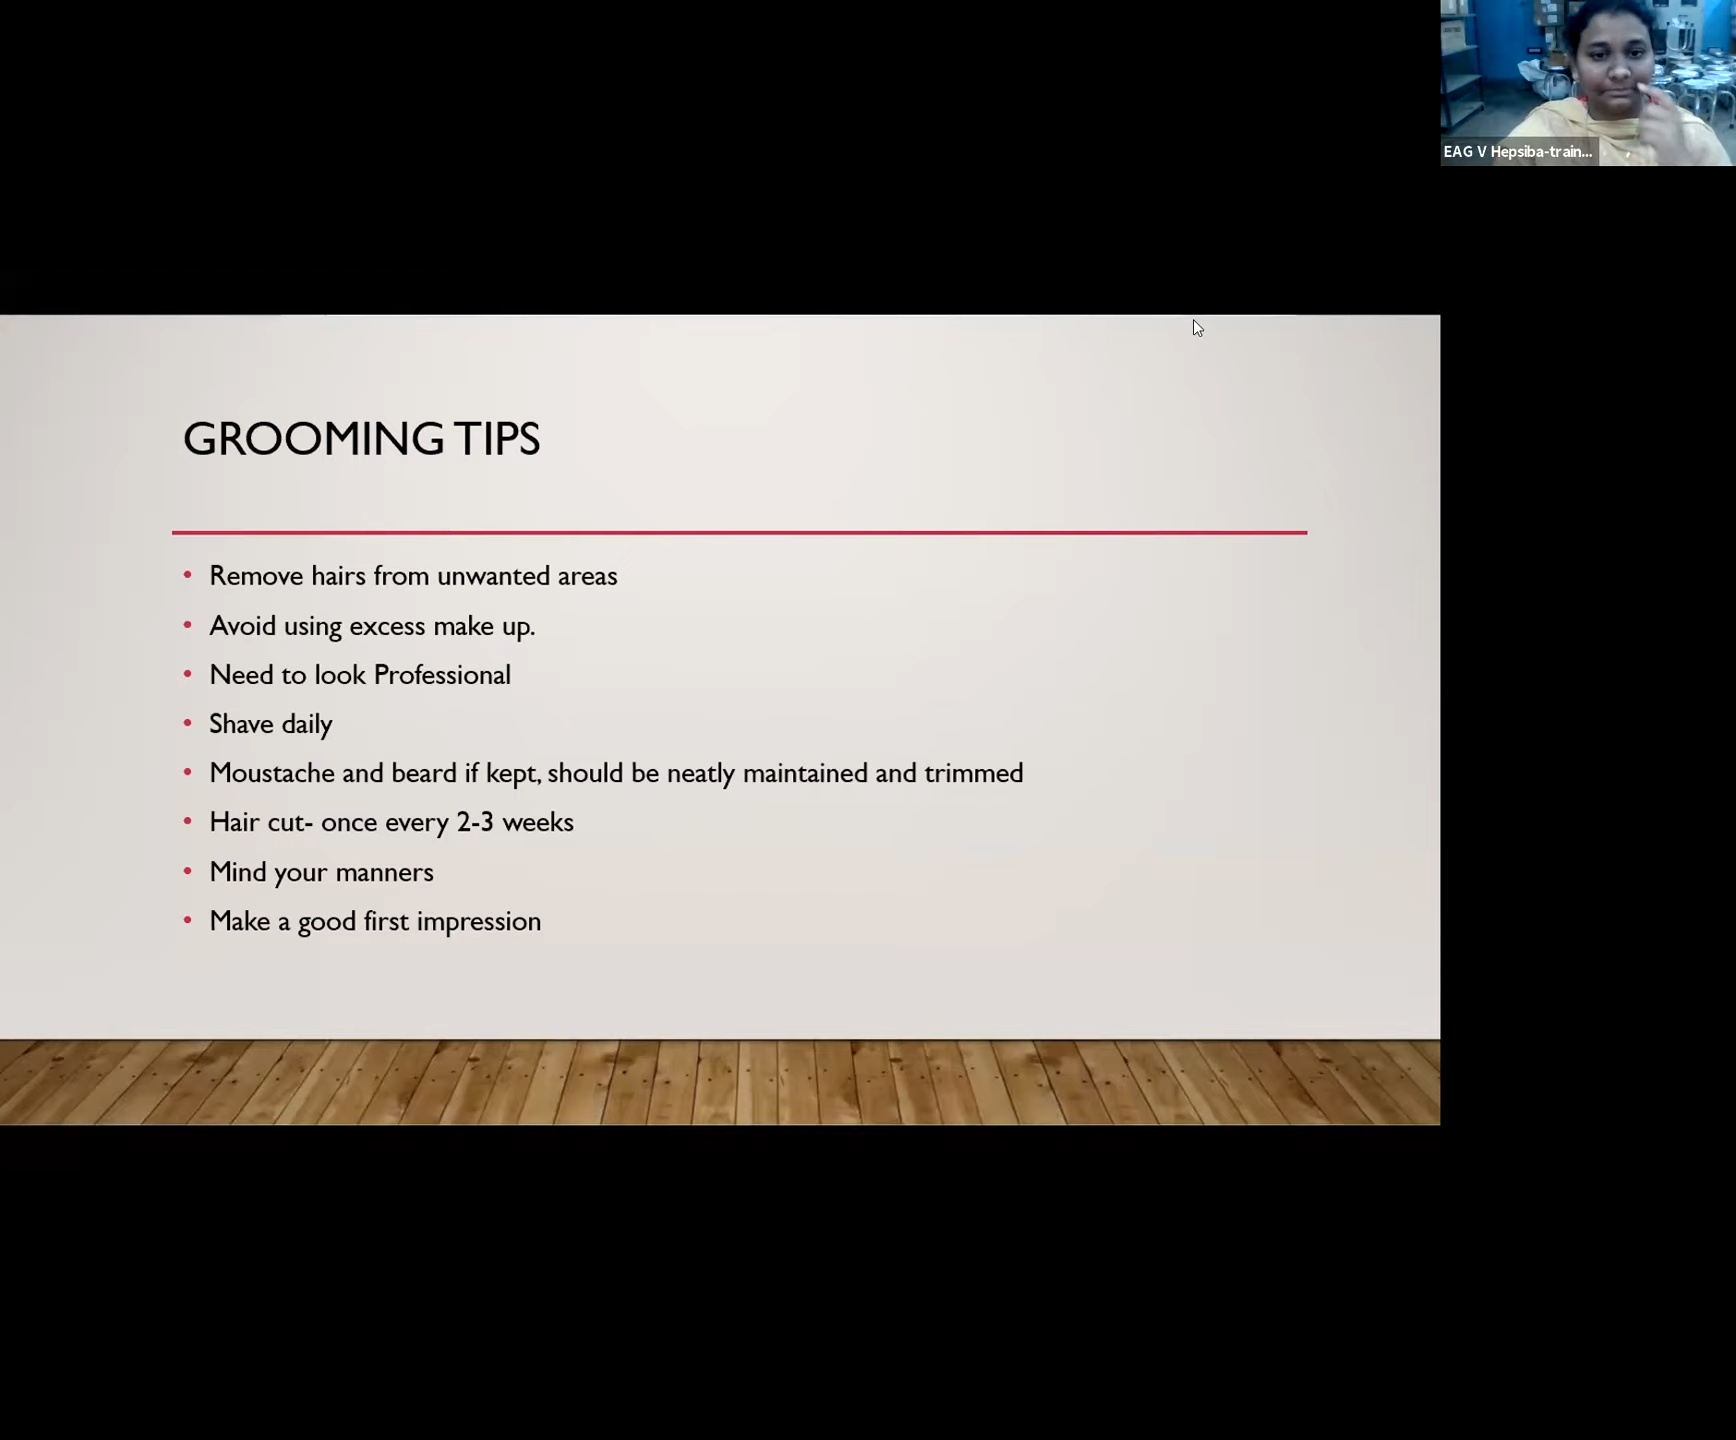 EAG V Hepsiba-train...
GROOMING TIPS
• Remove hairs from unwanted areas
• Avoid using excess make up.
• Need to look Professional
• Shave daily
• Moustache and beard if kept, should be neatly maintained and trimmed
• Hair cut- once every 2-3 weeks
• Mind your manners
• Make a good first impression